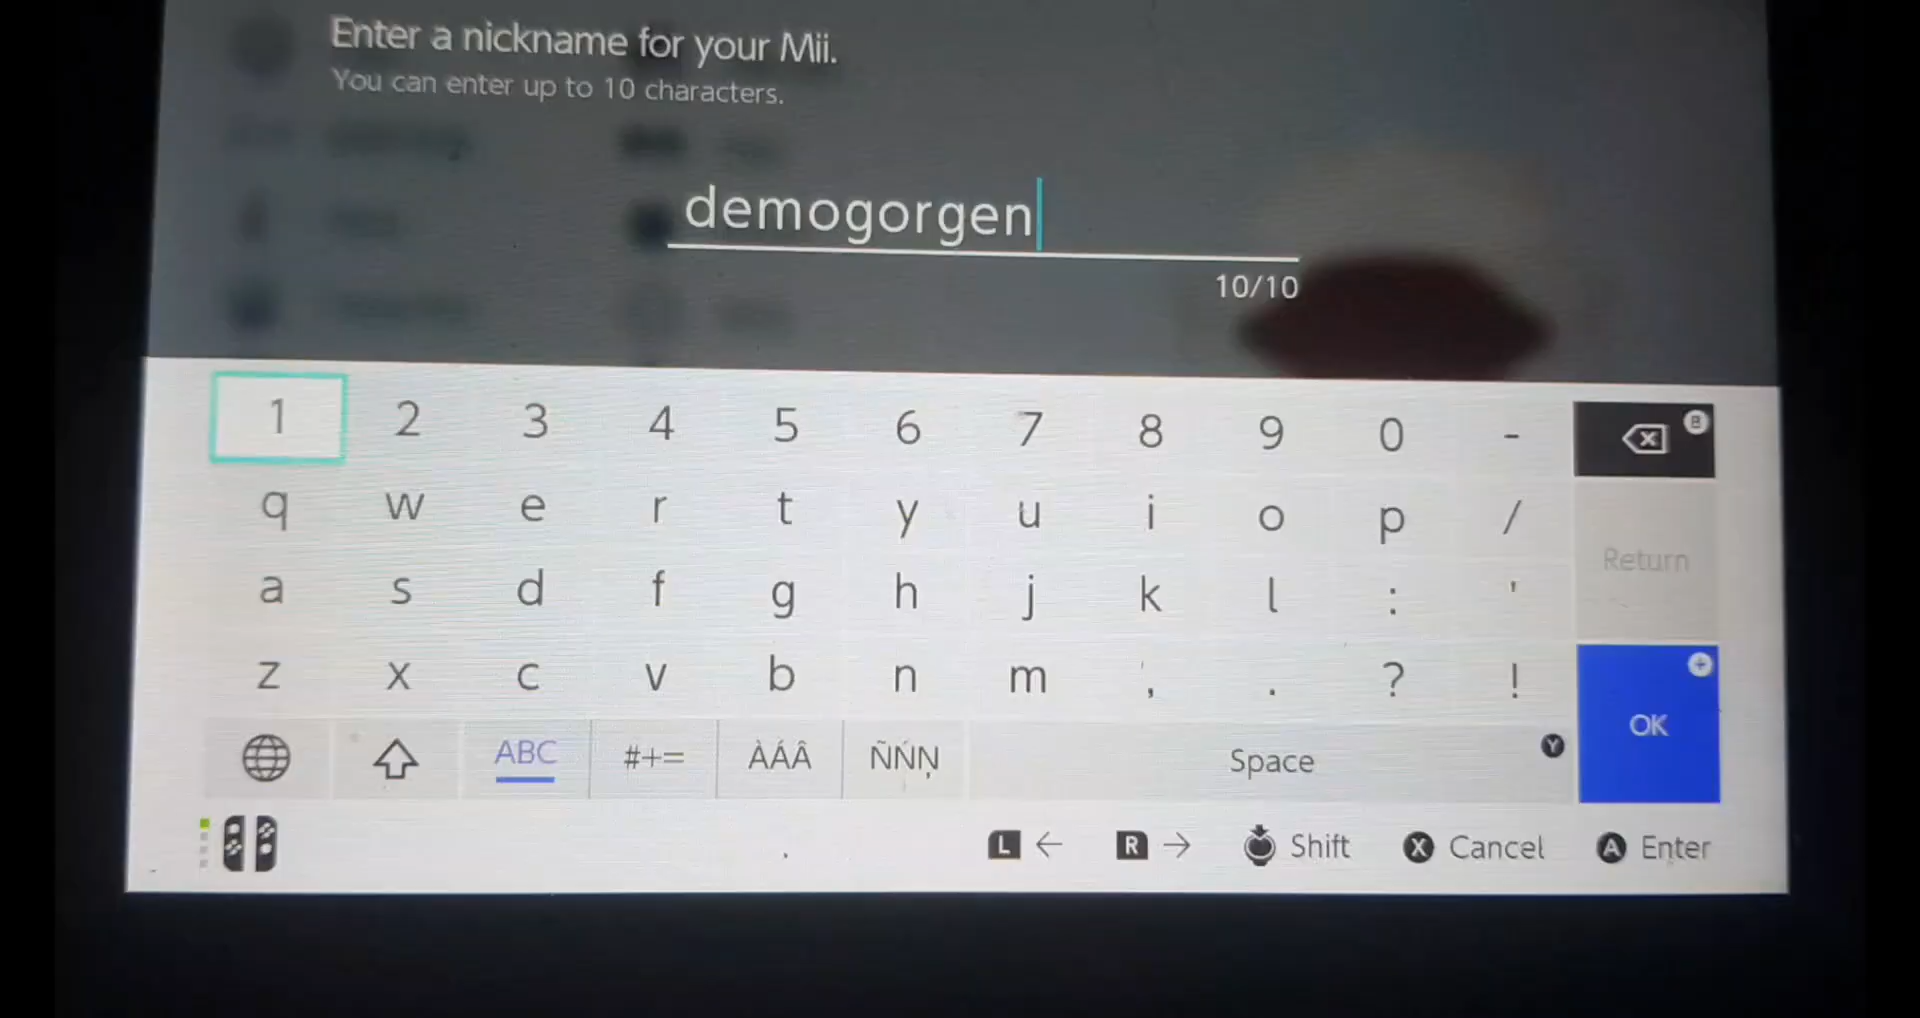 Enter a nickname for your Mii.
You can enter up to 10 characters.
demogorgen
10/10
1 2 3 4 5 6 7 8 9 0 - B
q w e r t y u i o p /
Return
a s d f g h j k l : '
z x c v b n m , . ? !
OK
ABC #+= ÀÁÂ ÑŃŅ Space Y
L ← R → Shift X Cancel A Enter